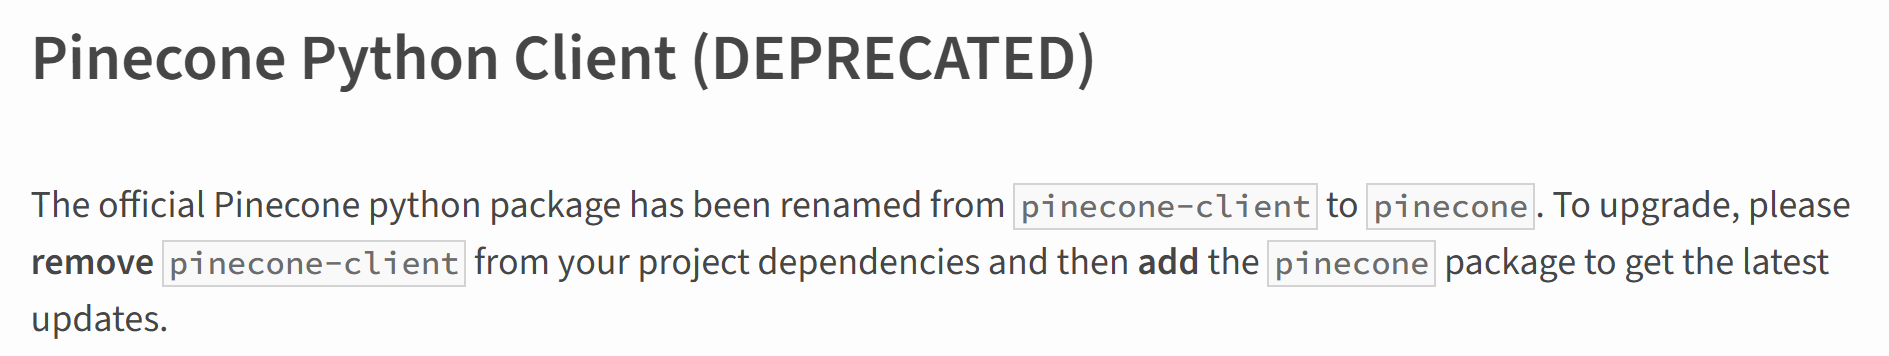 Pinecone Python Client (DEPRECATED)
The official Pinecone python package has been renamed from pinecone-client to pinecone. To upgrade, please
remove pinecone-client from your project dependencies and then add the pinecone package to get the latest
updates.